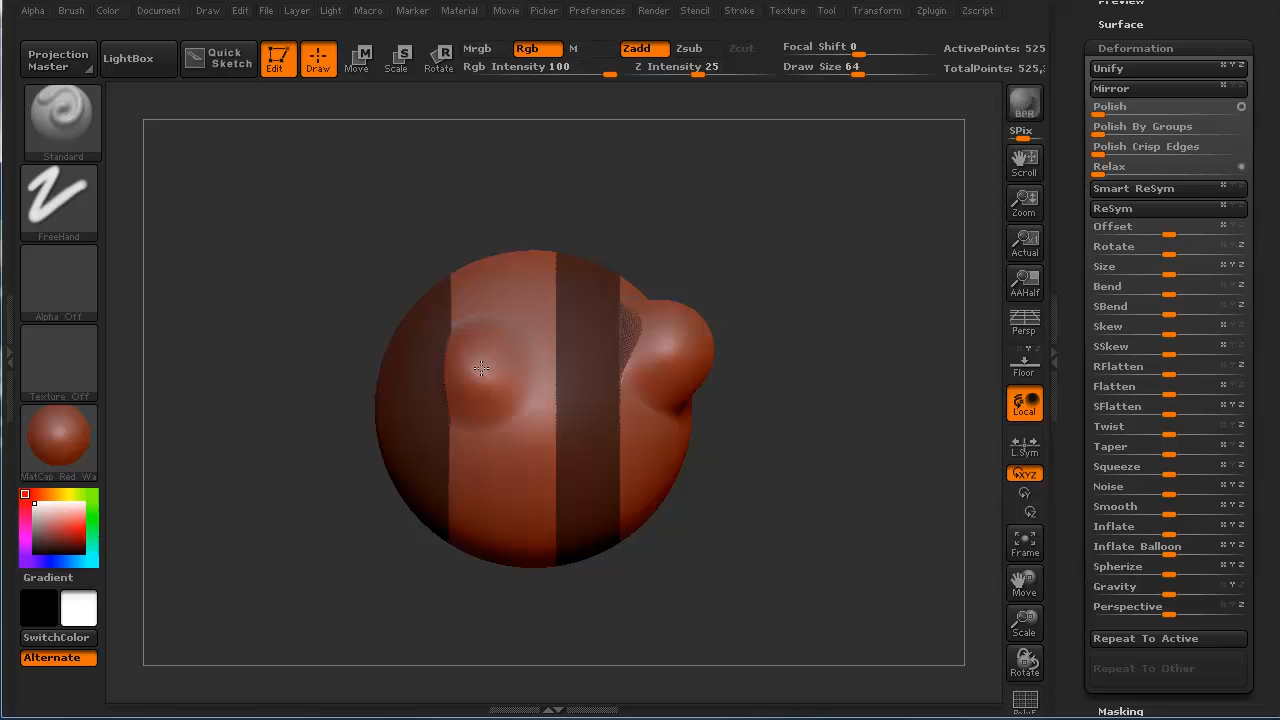 Alpha Brush Color Document Draw Edit File Layer Light Macro Marker Material Movie Picker Preferences Render Stencil Stroke Texture Tool Transform Zplugin Zscript
Projection Master
LightBox
Quick Sketch
Edit
Draw
Move
Scale
Rotate
Mrgb Rgb M
Rgb Intensity 100
Zadd Zsub Zcut
Z Intensity 25
Focal Shift 0
Draw Size 64
ActivePoints: 525
TotalPoints: 525,
Standard
FreeHand
Alpha Off
Texture Off
MatCap Red Wa
Gradient
SwitchColor
Alternate
BPR
SPix
Scroll
Zoom
Actual
AAHalf
Persp
Floor
Local
L.Sym
XYZ
Y
Z
Frame
Move
Scale
Rotate
PolyF
Preview
Surface
Deformation
Unify
Mirror
Polish
Polish By Groups
Polish Crisp Edges
Relax
Smart ReSym
ReSym
Offset
Rotate
Size
Bend
SBend
Skew
SSkew
RFlatten
Flatten
SFlatten
Twist
Taper
Squeeze
Noise
Smooth
Inflate
Inflate Balloon
Spherize
Gravity
Perspective
Repeat To Active
Repeat To Other
Masking